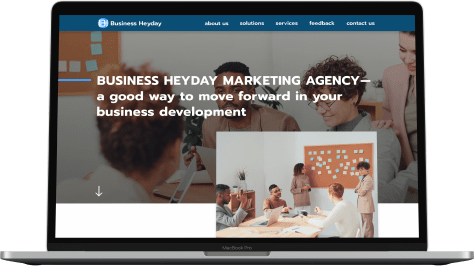 Business Heyday
about us solutions services feedback contact us
BUSINESS HEYDAY MARKETING AGENCY—
a good way to move forward in your
business development
MacBook Pro